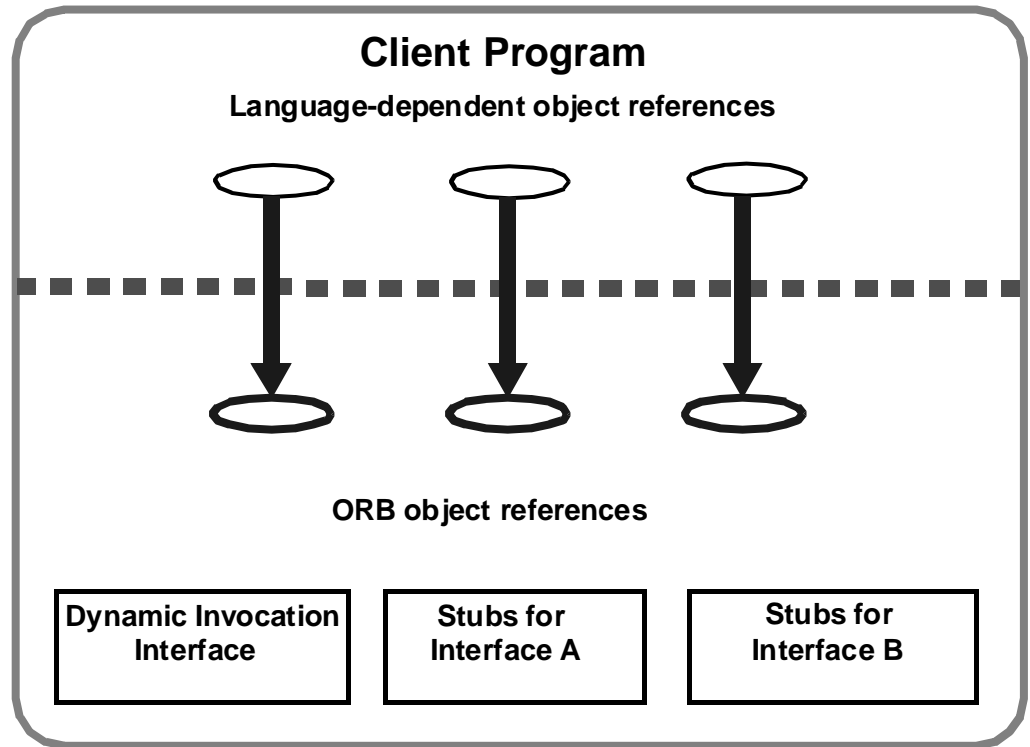 Client Program
Language-dependent object references
ORB object references
Dynamic Invocation
Interface
Stubs for
Interface A
Stubs for
Interface B